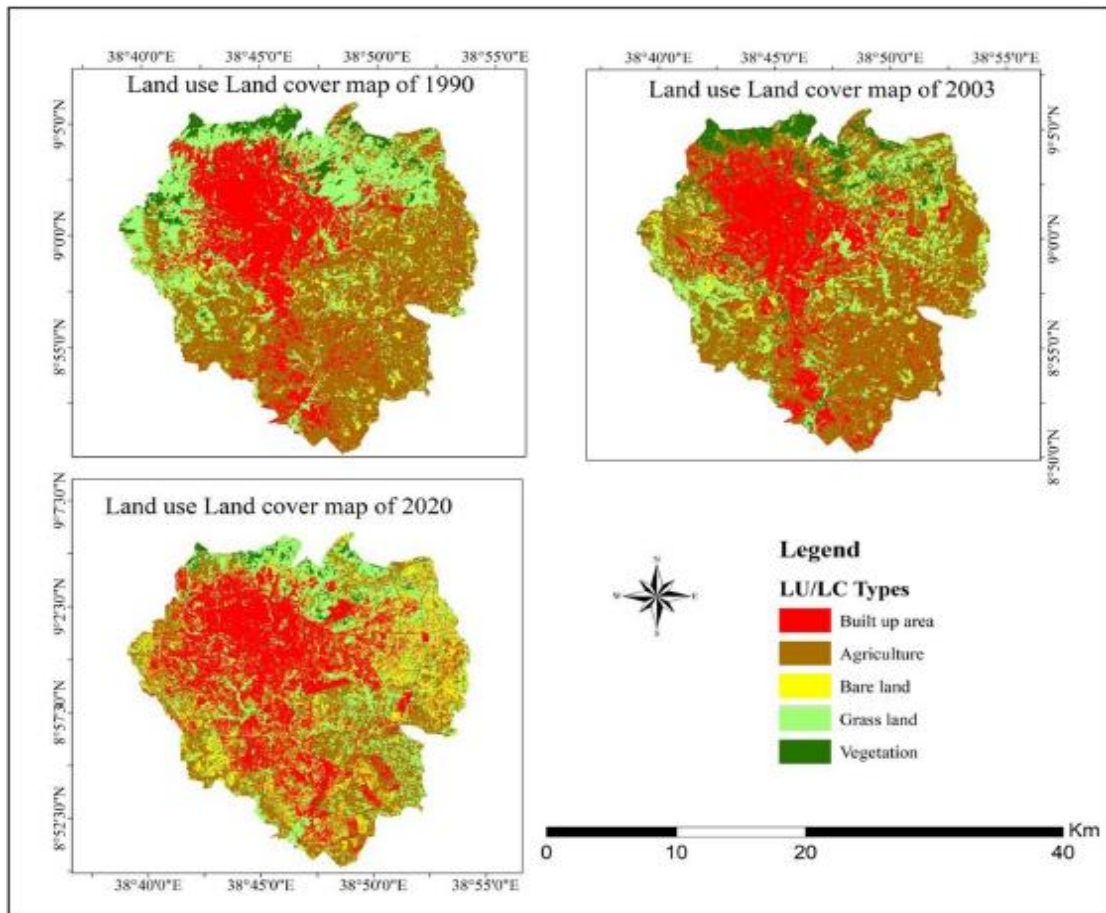 38°40'0"E 38°45'0"E 38°50'0"E 38°55'0"E
Land use Land cover map of 1990
9°5'0"N
9°0'0"N
8°55'0"N
38°40'0"E 38°45'0"E 38°50'0"E 38°55'0"E
Land use Land cover map of 2003
9°5'0"N
9°0'0"N
8°55'0"N
8°50'0"N
Land use Land cover map of 2020
9°7'30"N
9°2'30"N
8°57'30"N
8°52'30"N
38°40'0"E 38°45'0"E 38°50'0"E 38°55'0"E
N
W E
S
Legend
LU/LC Types
Built up area
Agriculture
Bare land
Grass land
Vegetation
Km
0 10 20 40